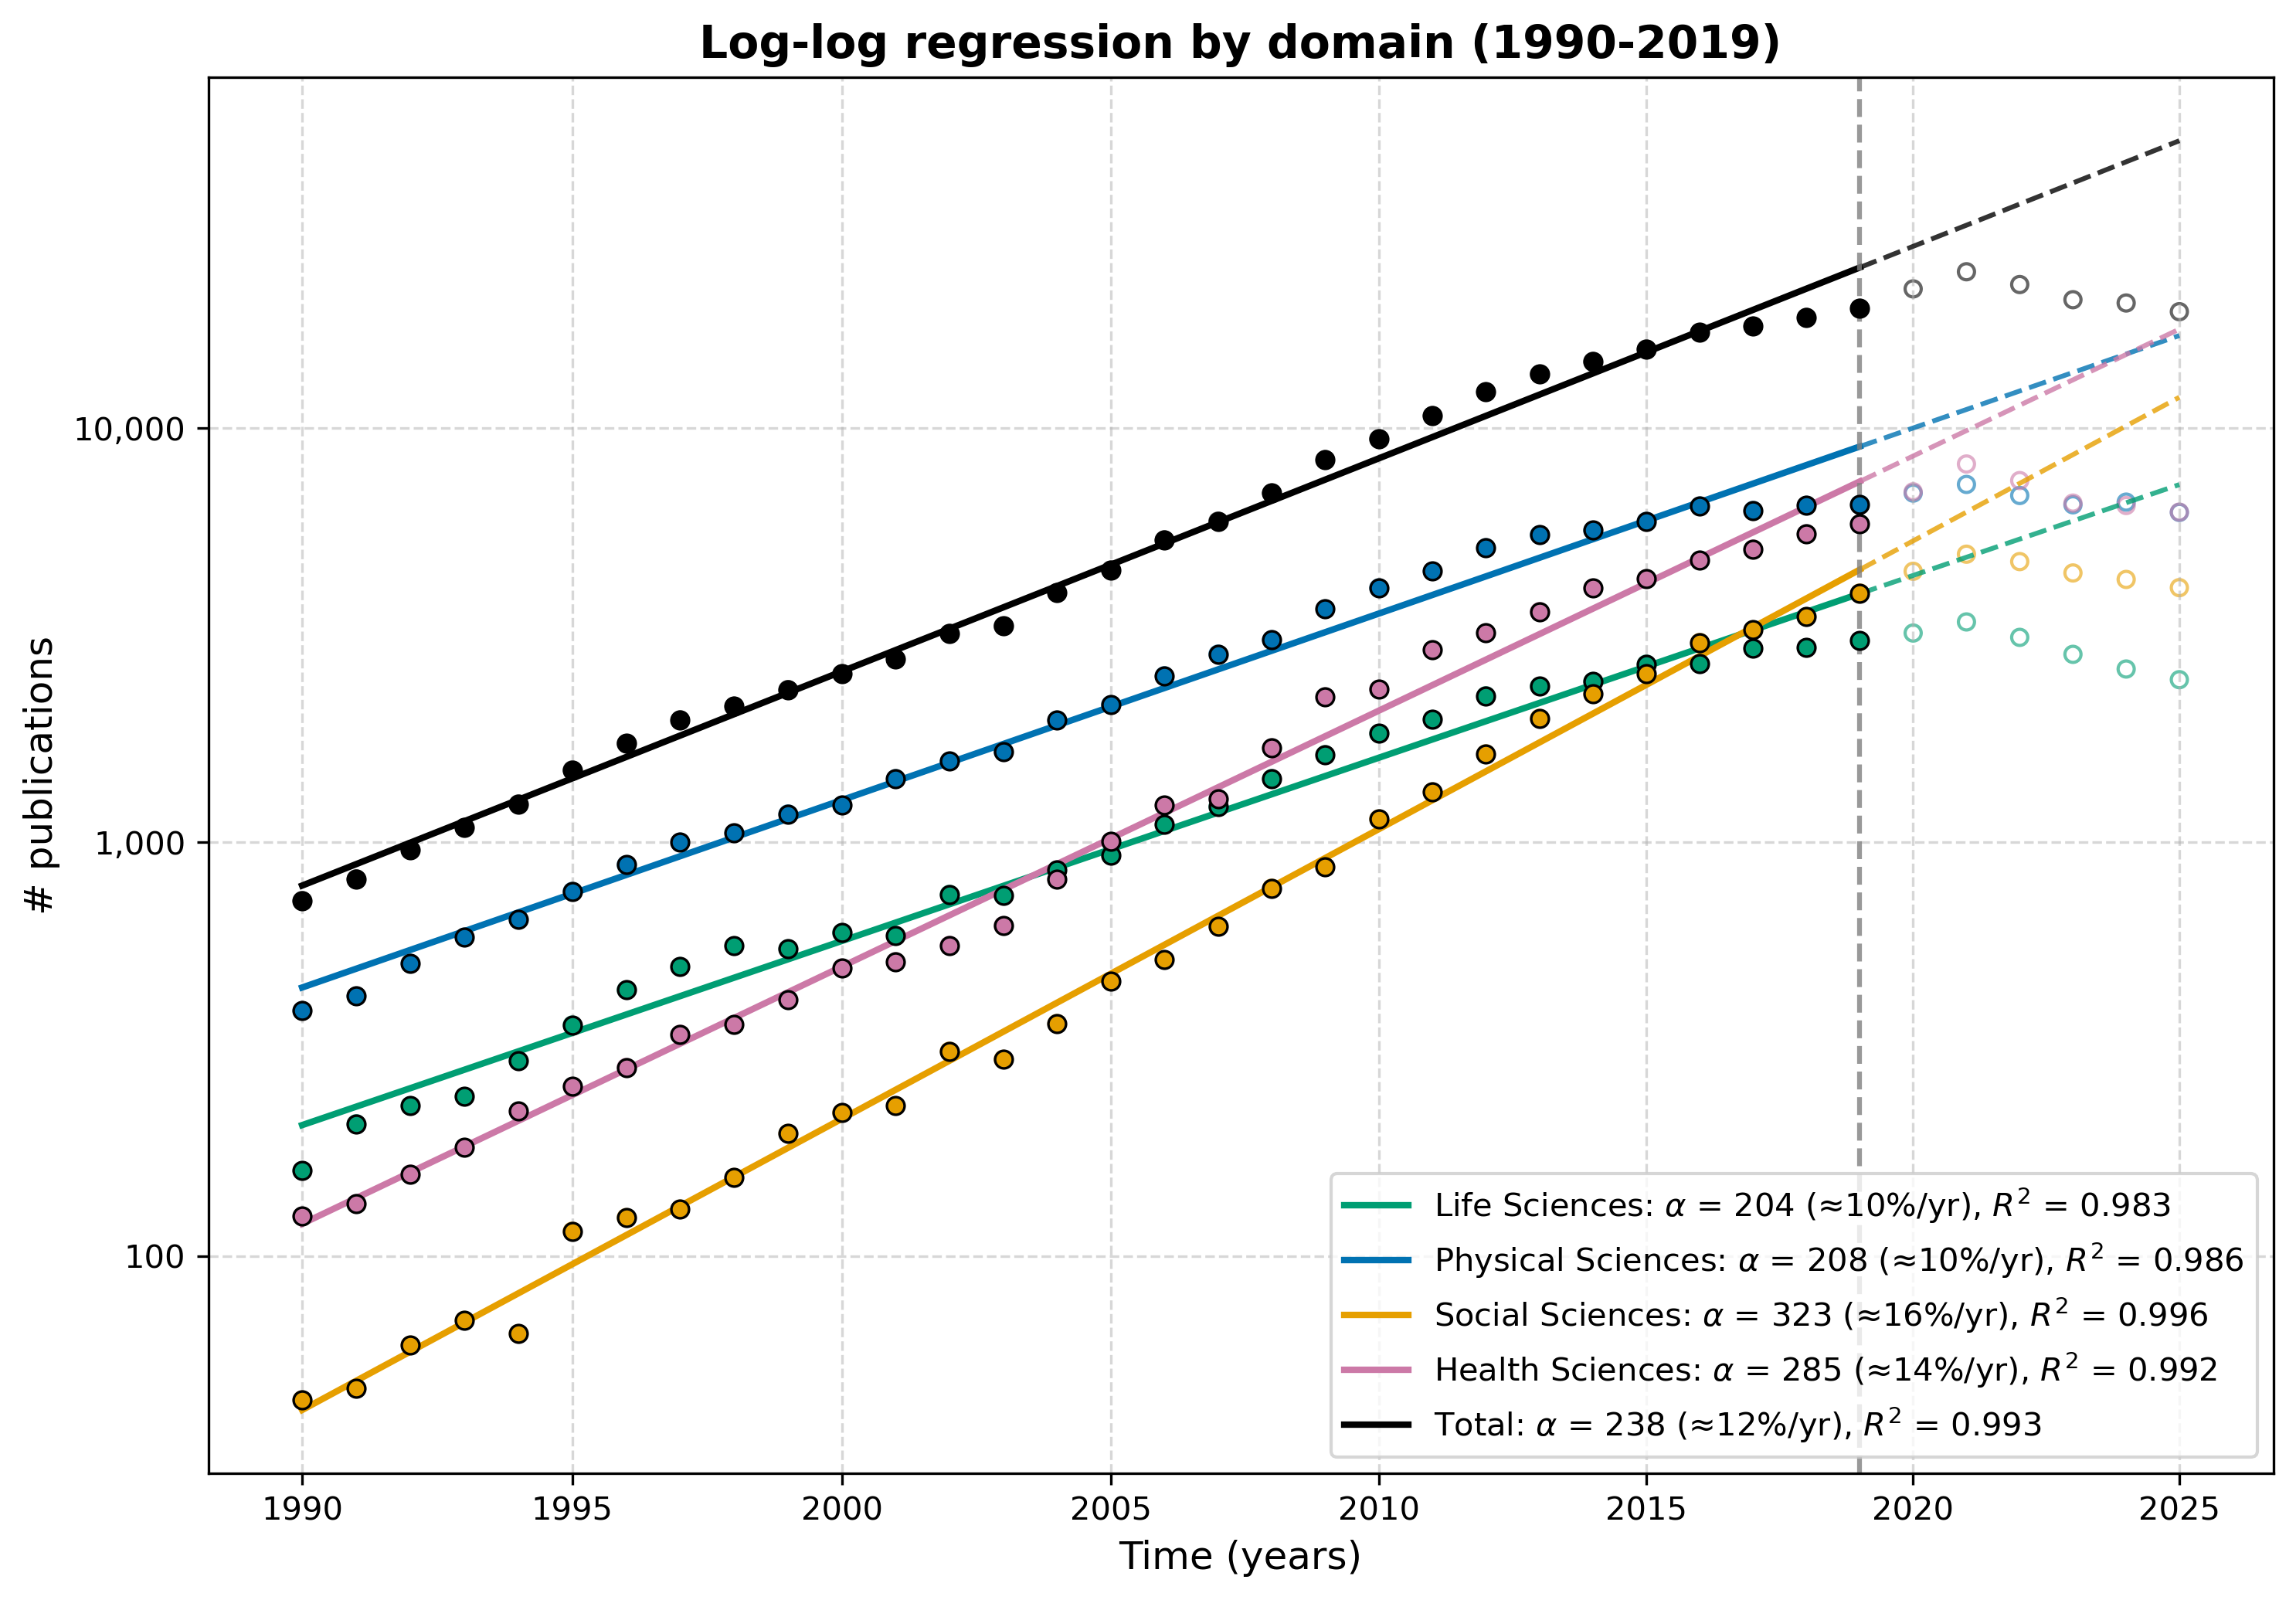 Log-log regression by domain (1990-2019)
# publications
10,000
1,000
100
Life Sciences: α = 204 (≈10%/yr), R² = 0.983
Physical Sciences: α = 208 (≈10%/yr), R² = 0.986
Social Sciences: α = 323 (≈16%/yr), R² = 0.996
Health Sciences: α = 285 (≈14%/yr), R² = 0.992
Total: α = 238 (≈12%/yr), R² = 0.993
1990 1995 2000 2005 2010 2015 2020 2025
Time (years)